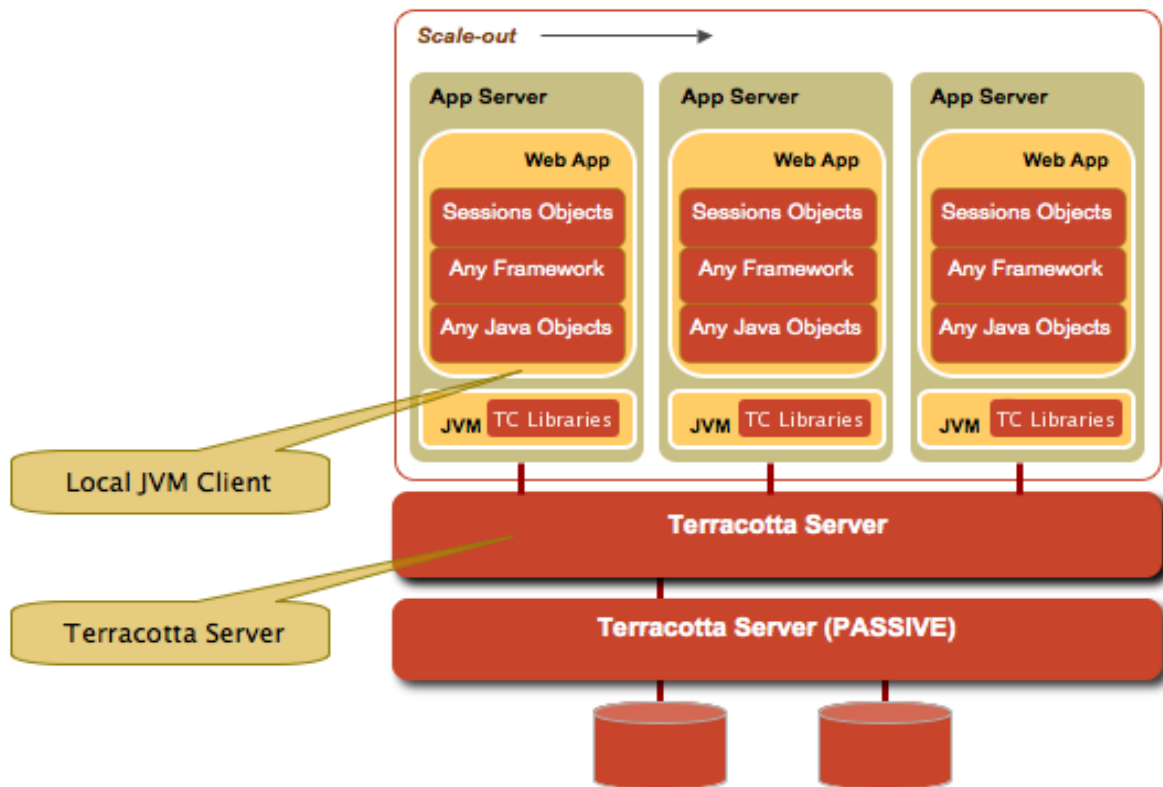 Scale-out
App Server
App Server
App Server
Web App
Web App
Web App
Sessions Objects
Sessions Objects
Sessions Objects
Any Framework
Any Framework
Any Framework
Any Java Objects
Any Java Objects
Any Java Objects
JVM TC Libraries
JVM TC Libraries
JVM TC Libraries
Local JVM Client
Terracotta Server
Terracotta Server
Terracotta Server (PASSIVE)